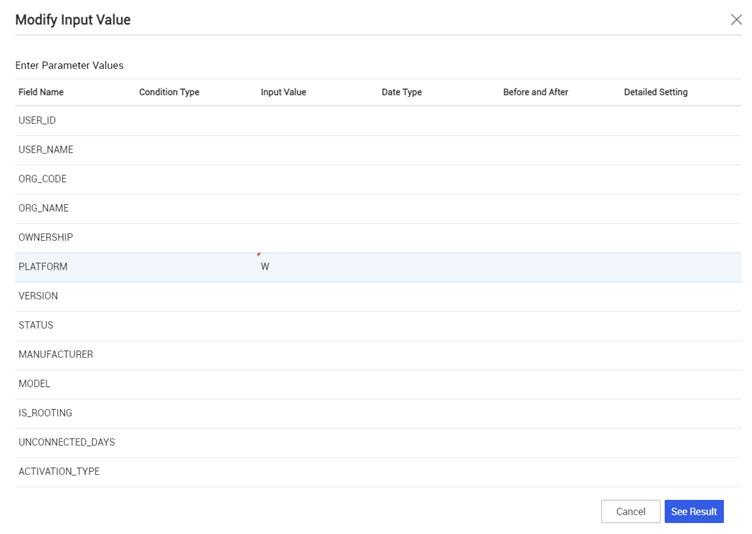 Modify Input Value
Enter Parameter Values
Field Name Condition Type Input Value Date Type Before and After Detailed Setting
USER_ID
USER_NAME
ORG_CODE
ORG_NAME
OWNERSHIP
PLATFORM W
VERSION
STATUS
MANUFACTURER
MODEL
IS_ROOTING
UNCONNECTED_DAYS
ACTIVATION_TYPE
Cancel See Result